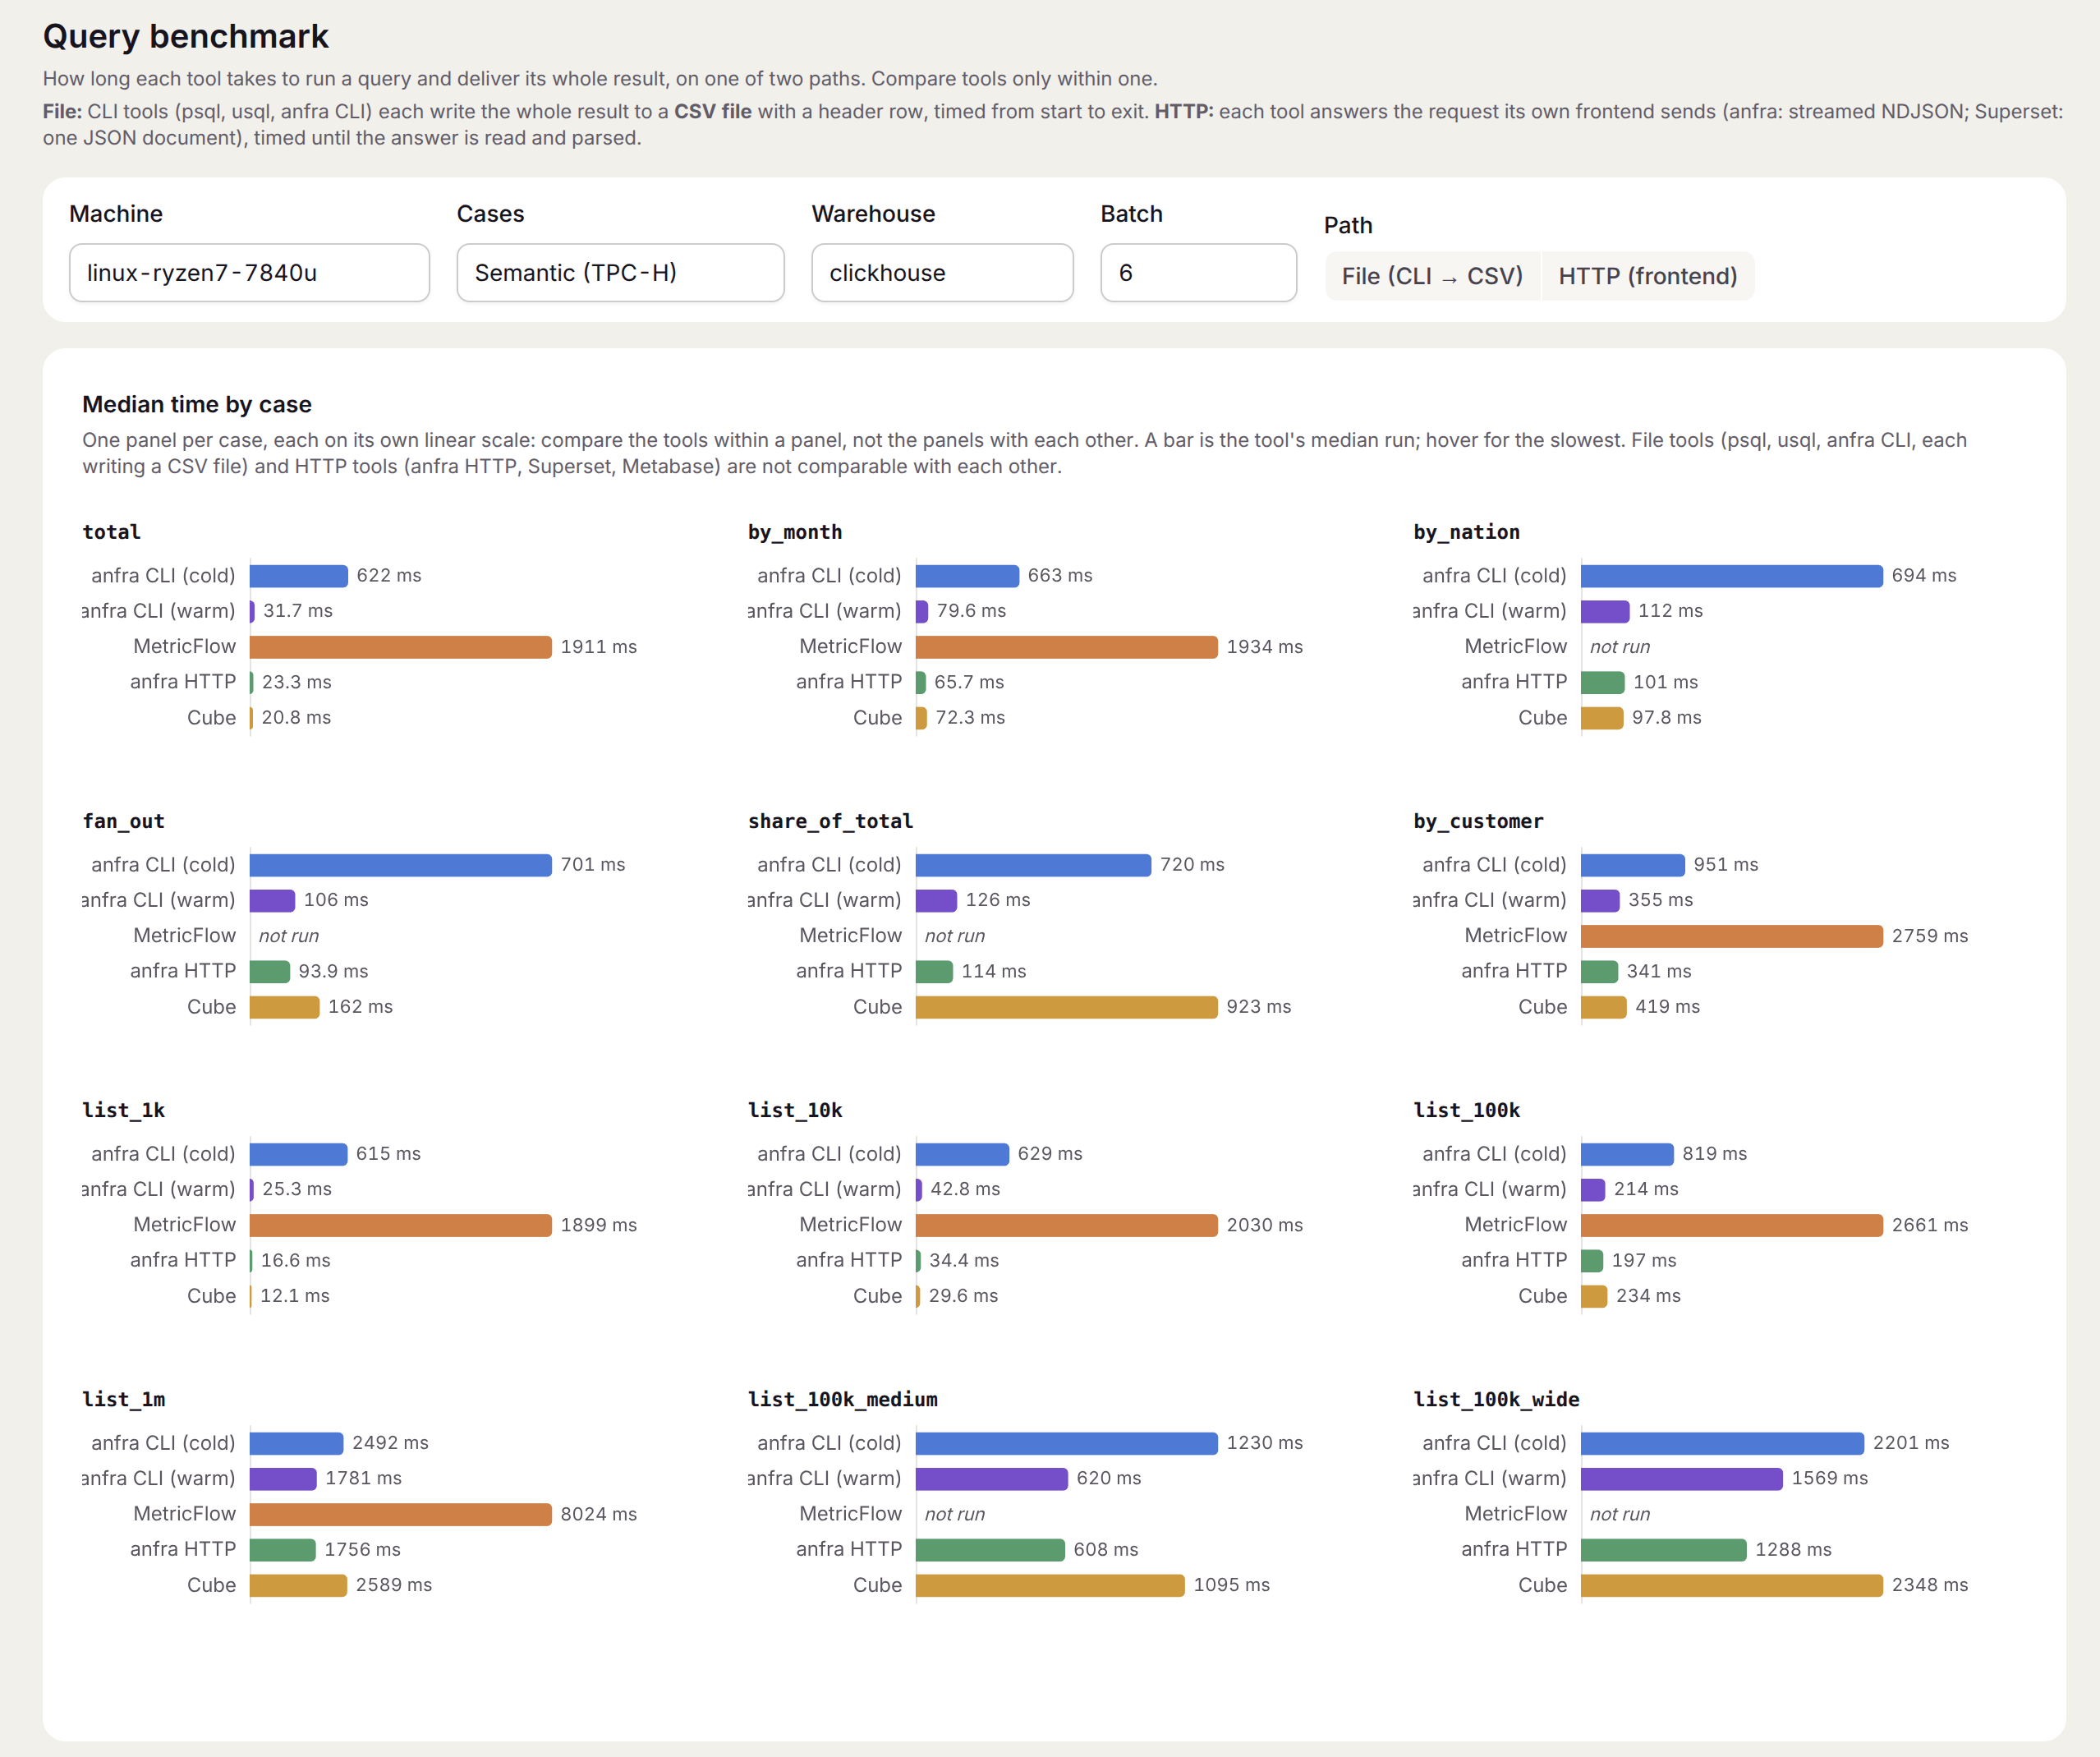 Query benchmark
How long each tool takes to run a query and deliver its whole result, on one of two paths. Compare tools only within one.
File: CLI tools (psql, usql, anfra CLI) each write the whole result to a CSV file with a header row, timed from start to exit. HTTP: each tool answers the request its own frontend sends (anfra: streamed NDJSON; Superset:
one JSON document), timed until the answer is read and parsed.
Machine
linux-ryzen7-7840u
Cases
Semantic (TPC-H)
Warehouse
clickhouse
Batch
6
Path
File (CLI → CSV)
HTTP (frontend)
Median time by case
One panel per case, each on its own linear scale: compare the tools within a panel, not the panels with each other. A bar is the tool's median run; hover for the slowest. File tools (psql, usql, anfra CLI, each
writing a CSV file) and HTTP tools (anfra HTTP, Superset, Metabase) are not comparable with each other.
total
anfra CLI (cold) 622 ms
anfra CLI (warm) 31.7 ms
MetricFlow 1911 ms
anfra HTTP 23.3 ms
Cube 20.8 ms
by_month
anfra CLI (cold) 663 ms
anfra CLI (warm) 79.6 ms
MetricFlow 1934 ms
anfra HTTP 65.7 ms
Cube 72.3 ms
by_nation
anfra CLI (cold) 694 ms
anfra CLI (warm) 112 ms
MetricFlow not run
anfra HTTP 101 ms
Cube 97.8 ms
fan_out
anfra CLI (cold) 701 ms
anfra CLI (warm) 106 ms
MetricFlow not run
anfra HTTP 93.9 ms
Cube 162 ms
share_of_total
anfra CLI (cold) 720 ms
anfra CLI (warm) 126 ms
MetricFlow not run
anfra HTTP 114 ms
Cube 923 ms
by_customer
anfra CLI (cold) 951 ms
anfra CLI (warm) 355 ms
MetricFlow 2759 ms
anfra HTTP 341 ms
Cube 419 ms
list_1k
anfra CLI (cold) 615 ms
anfra CLI (warm) 25.3 ms
MetricFlow 1899 ms
anfra HTTP 16.6 ms
Cube 12.1 ms
list_10k
anfra CLI (cold) 629 ms
anfra CLI (warm) 42.8 ms
MetricFlow 2030 ms
anfra HTTP 34.4 ms
Cube 29.6 ms
list_100k
anfra CLI (cold) 819 ms
anfra CLI (warm) 214 ms
MetricFlow 2661 ms
anfra HTTP 197 ms
Cube 234 ms
list_1m
anfra CLI (cold) 2492 ms
anfra CLI (warm) 1781 ms
MetricFlow 8024 ms
anfra HTTP 1756 ms
Cube 2589 ms
list_100k_medium
anfra CLI (cold) 1230 ms
anfra CLI (warm) 620 ms
MetricFlow not run
anfra HTTP 608 ms
Cube 1095 ms
list_100k_wide
anfra CLI (cold) 2201 ms
anfra CLI (warm) 1569 ms
MetricFlow not run
anfra HTTP 1288 ms
Cube 2348 ms